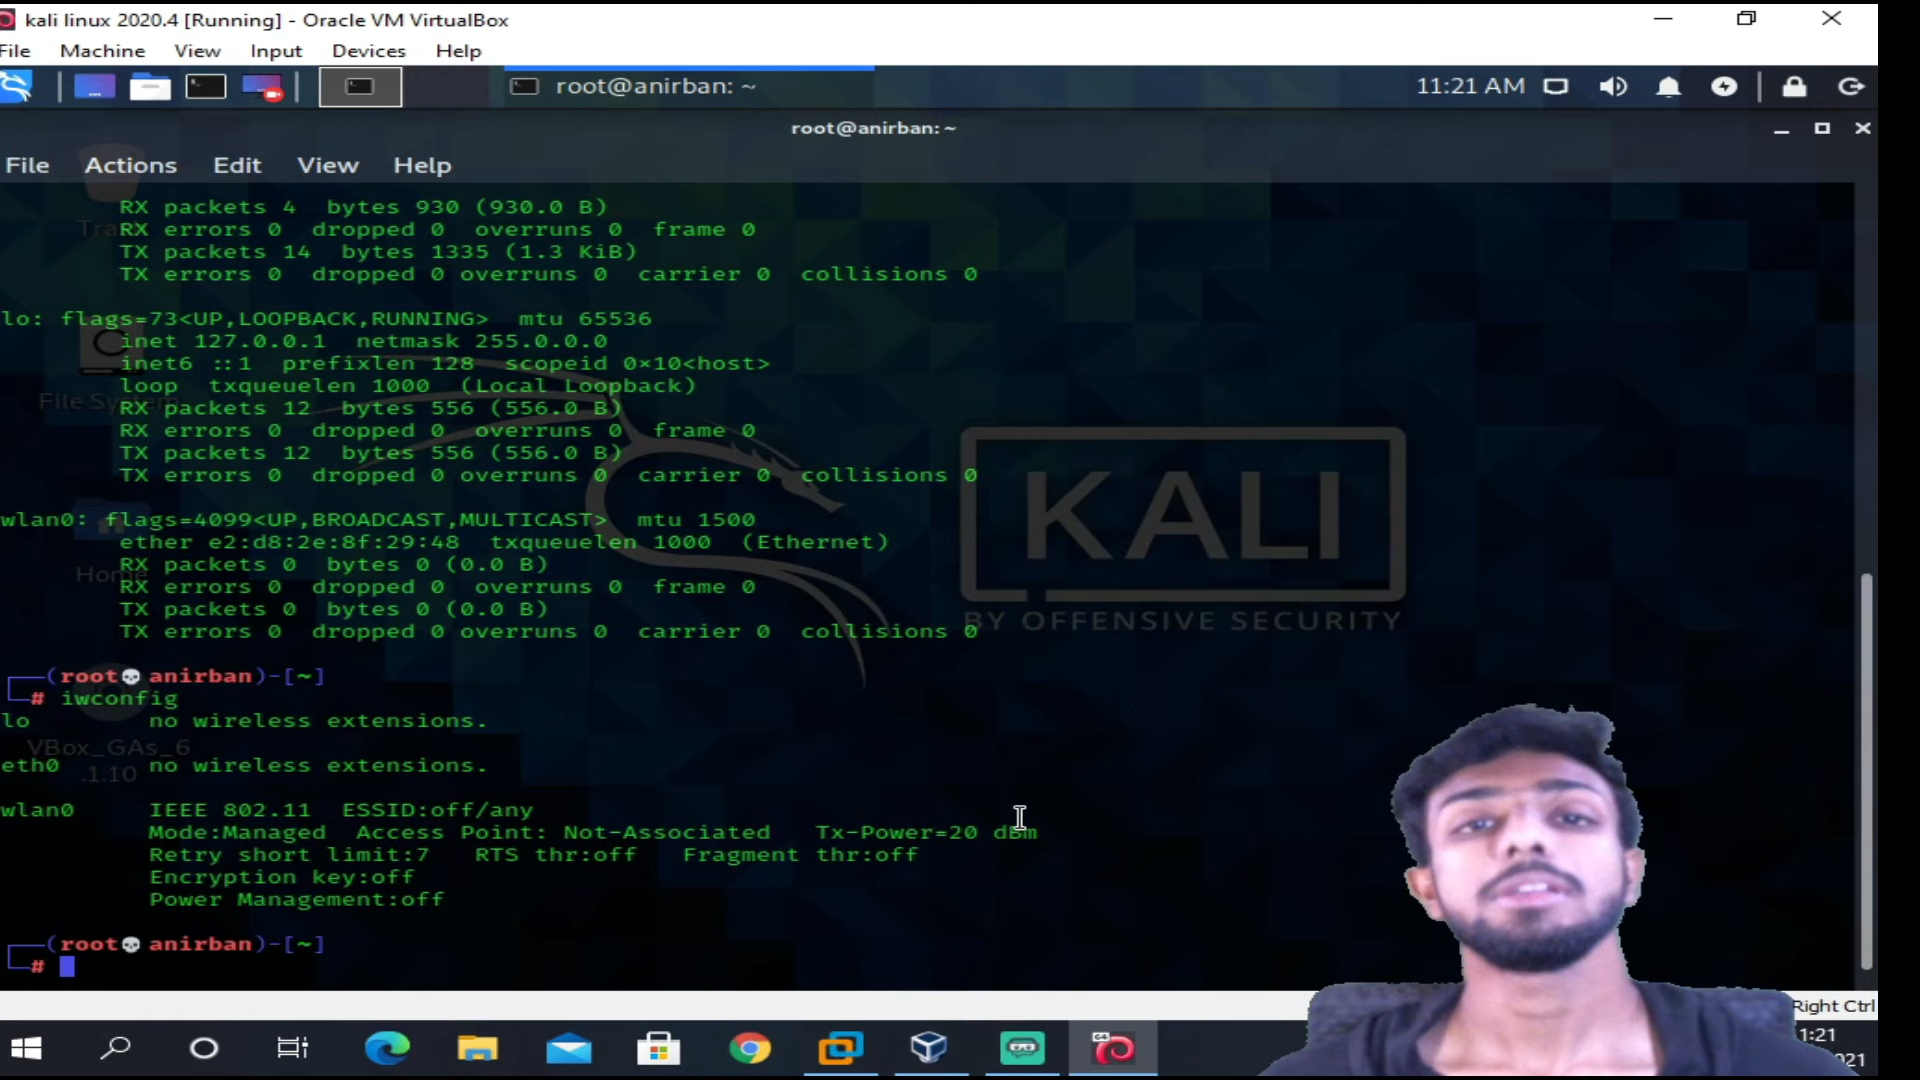 kali linux 2020.4 [Running] - Oracle VM VirtualBox
File Machine View Input Devices Help
root@anirban: ~
11:21 AM
root@anirban: ~
File Actions Edit View Help
RX packets 4 bytes 930 (930.0 B)
RX errors 0 dropped 0 overruns 0 frame 0
TX packets 14 bytes 1335 (1.3 KiB)
TX errors 0 dropped 0 overruns 0 carrier 0 collisions 0
lo: flags=73<UP,LOOPBACK,RUNNING> mtu 65536
inet 127.0.0.1 netmask 255.0.0.0
inet6 ::1 prefixlen 128 scopeid 0×10<host>
loop txqueuelen 1000 (Local Loopback)
File Sy
RX packets 12 bytes 556 (556.0 B)
RX errors 0 dropped 0 overruns 0 frame 0
TX packets 12 bytes 556 (556.0 B)
TX errors 0 dropped 0 overruns 0 carrier 0 collisions 0
KALI
BY OFFENSIVE SECURITY
wlan0: flags=4099<UP,BROADCAST,MULTICAST> mtu 1500
ether e2:d8:2e:8f:29:48 txqueuelen 1000 (Ethernet)
Home
RX packets 0 bytes 0 (0.0 B)
RX errors 0 dropped 0 overruns 0 frame 0
TX packets 0 bytes 0 (0.0 B)
TX errors 0 dropped 0 overruns 0 carrier 0 collisions 0
(root💀anirban)-[~]
# iwconfig
lo no wireless extensions.
VBox_GAs_6
.1.10
eth0 no wireless extensions.
wlan0 IEEE 802.11 ESSID:off/any
Mode:Managed Access Point: Not-Associated Tx-Power=20 dBm
Retry short limit:7 RTS thr:off Fragment thr:off
Encryption key:off
Power Management:off
(root💀anirban)-[~]
#
Right Ctrl
1:21
021
64